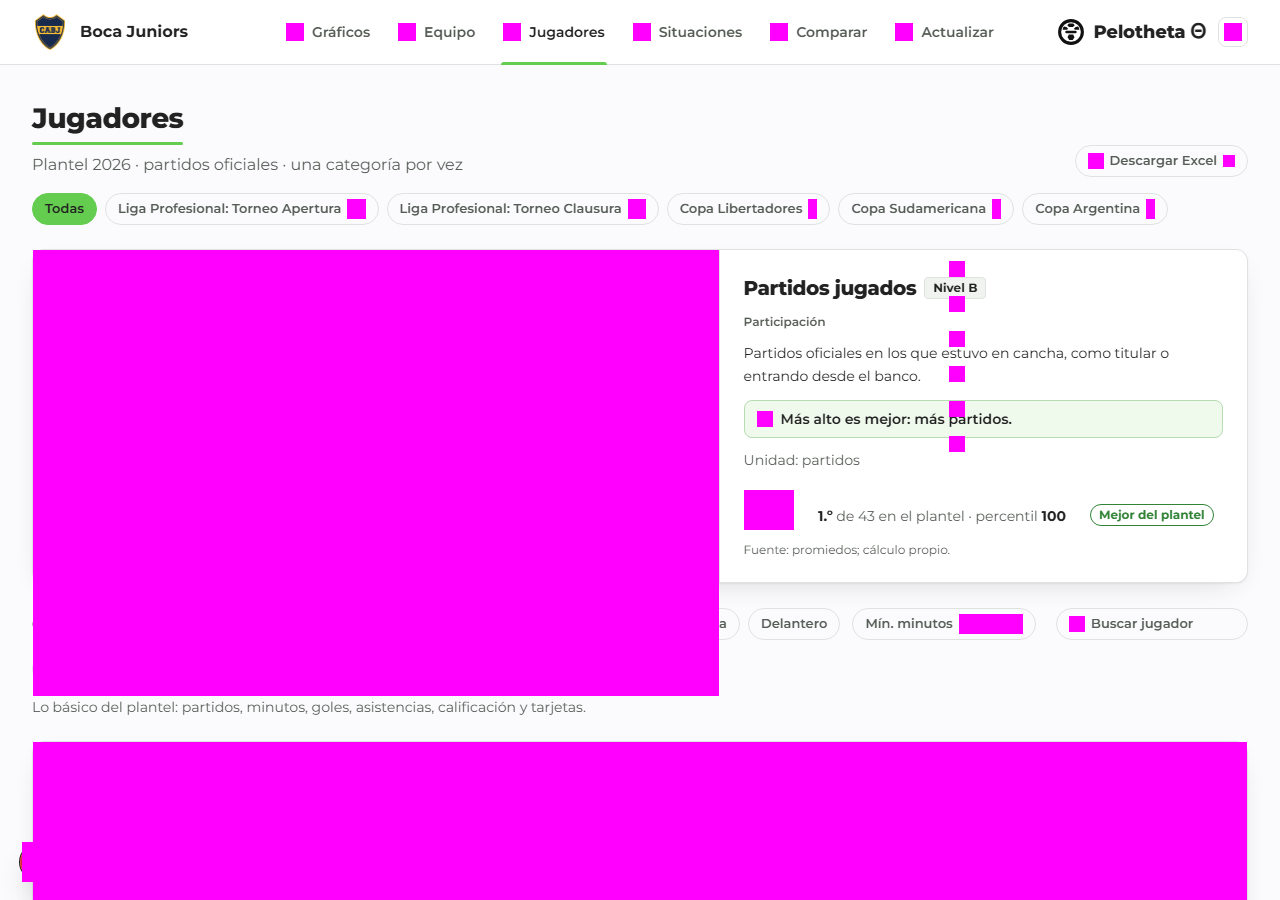 CABJ
Boca Juniors
Gráficos
Equipo
Jugadores
Situaciones
Comparar
Actualizar
Pelotheta Θ
Jugadores
Plantel 2026 · partidos oficiales · una categoría por vez
Descargar Excel
Todas
Liga Profesional: Torneo Apertura
Liga Profesional: Torneo Clausura
Copa Libertadores
Copa Sudamericana
Copa Argentina
Partidos jugados
Nivel B
Participación
Partidos oficiales en los que estuvo en cancha, como titular o
entrando desde el banco.
Más alto es mejor: más partidos.
Unidad: partidos
1.º de 43 en el plantel · percentil 100
Mejor del plantel
Fuente: promiedos; cálculo propio.
a
Delantero
Mín. minutos
Buscar jugador
Lo básico del plantel: partidos, minutos, goles, asistencias, calificación y tarjetas.